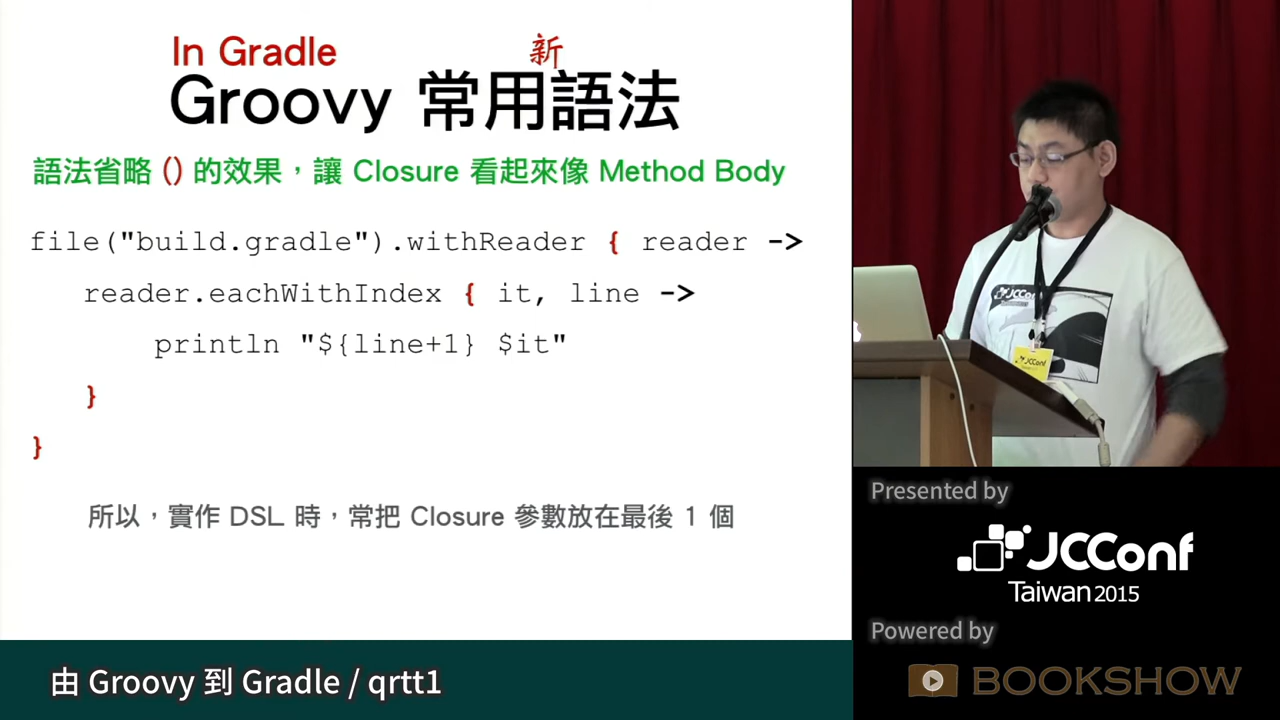 In Gradle
新
Groovy 常用語法
語法省略 () 的效果，讓 Closure 看起來像 Method Body
file("build.gradle").withReader { reader ->
reader.eachWithIndex { it, line ->
println "${line+1} $it"
}
}
所以，實作 DSL 時，常把 Closure 參數放在最後 1 個
JCConf
JCConf
Presented by
JCConf
Taiwan 2015
Powered by
BOOKSHOW
由 Groovy 到 Gradle / qrtt1